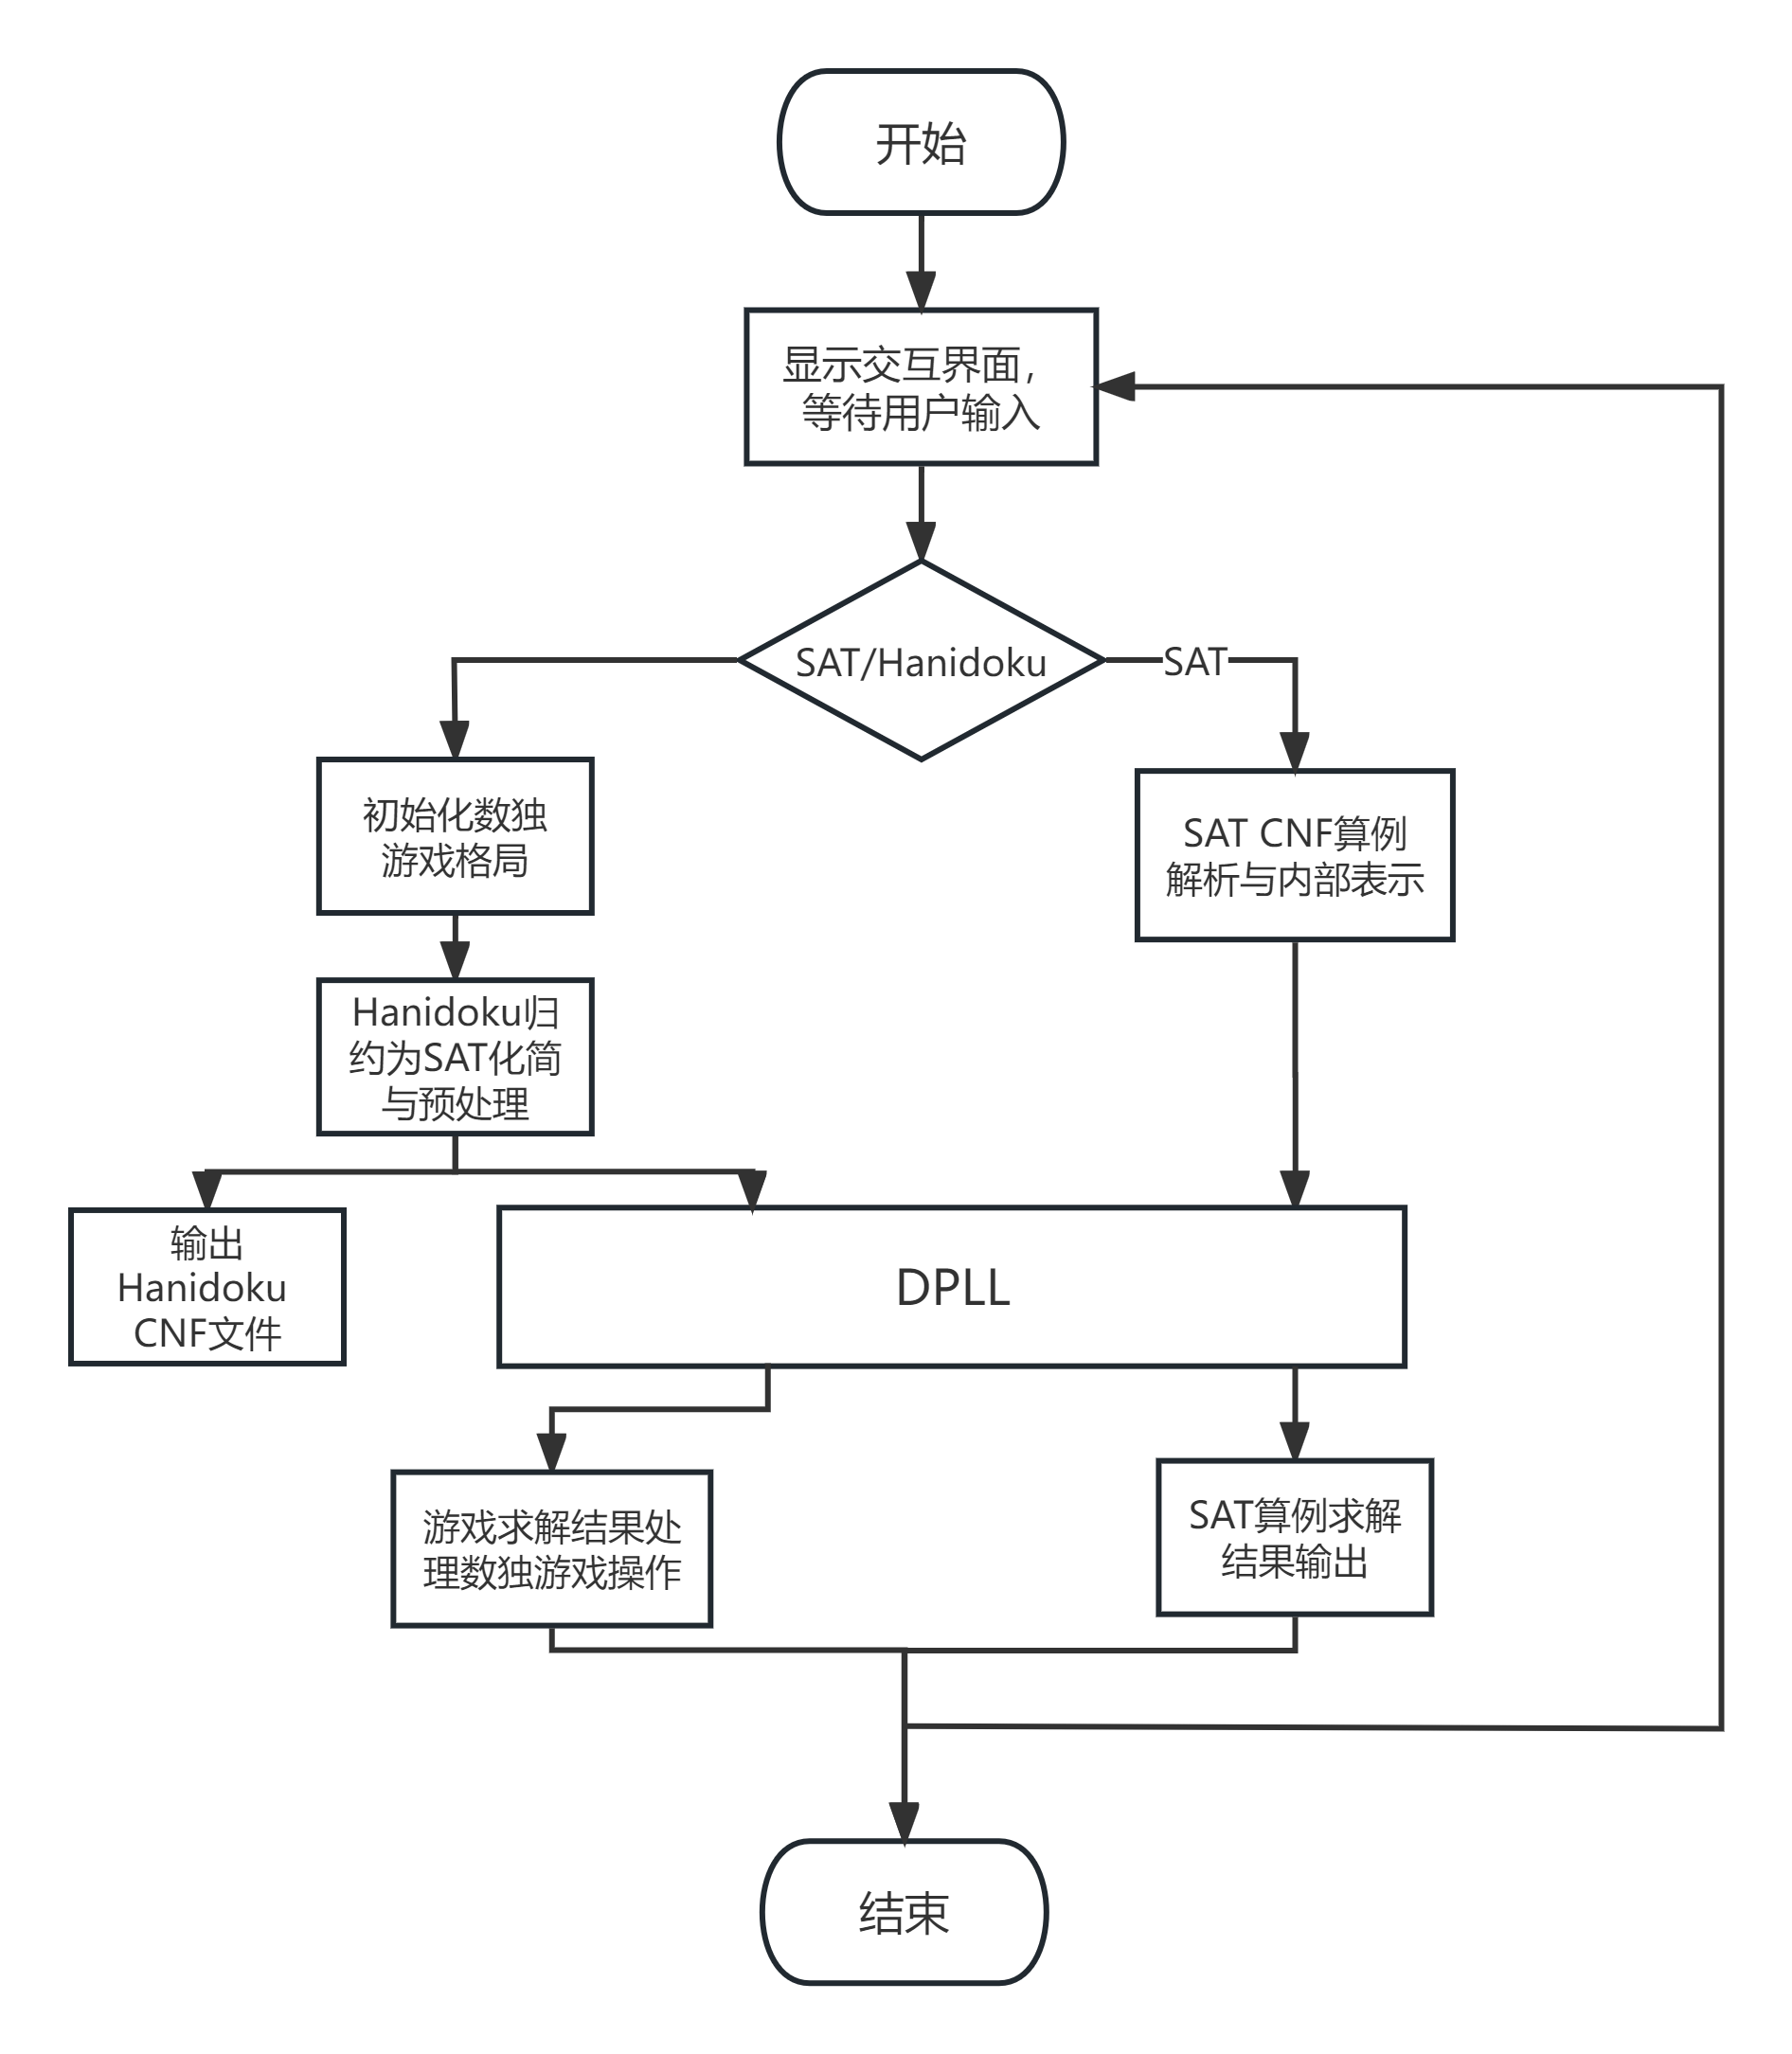 开始
显示交互界面，
等待用户输入
SAT/Hanidoku
SAT
初始化数独
游戏格局
SAT CNF算例
解析与内部表示
Hanidoku归
约为SAT化简
与预处理
输出
Hanidoku
CNF文件
DPLL
游戏求解结果处
理数独游戏操作
SAT算例求解
结果输出
结束